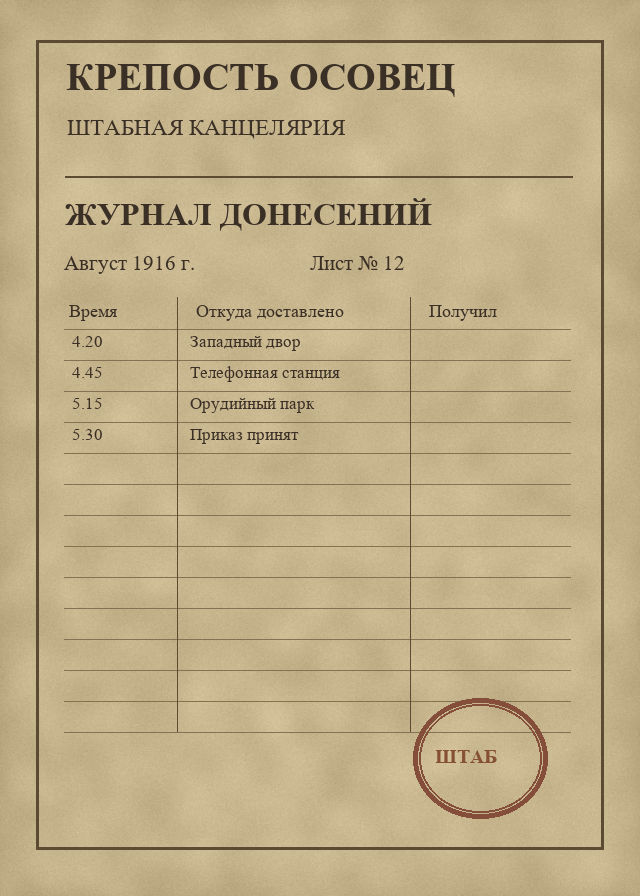 КРЕПОСТЬ ОСОВЕЦ
ШТАБНАЯ КАНЦЕЛЯРИЯ
ЖУРНАЛ ДОНЕСЕНИЙ
Август 1916 г. Лист № 12
Время Откуда доставлено Получил
4.20 Западный двор
4.45 Телефонная станция
5.15 Орудийный парк
5.30 Приказ принят
ШТАБ